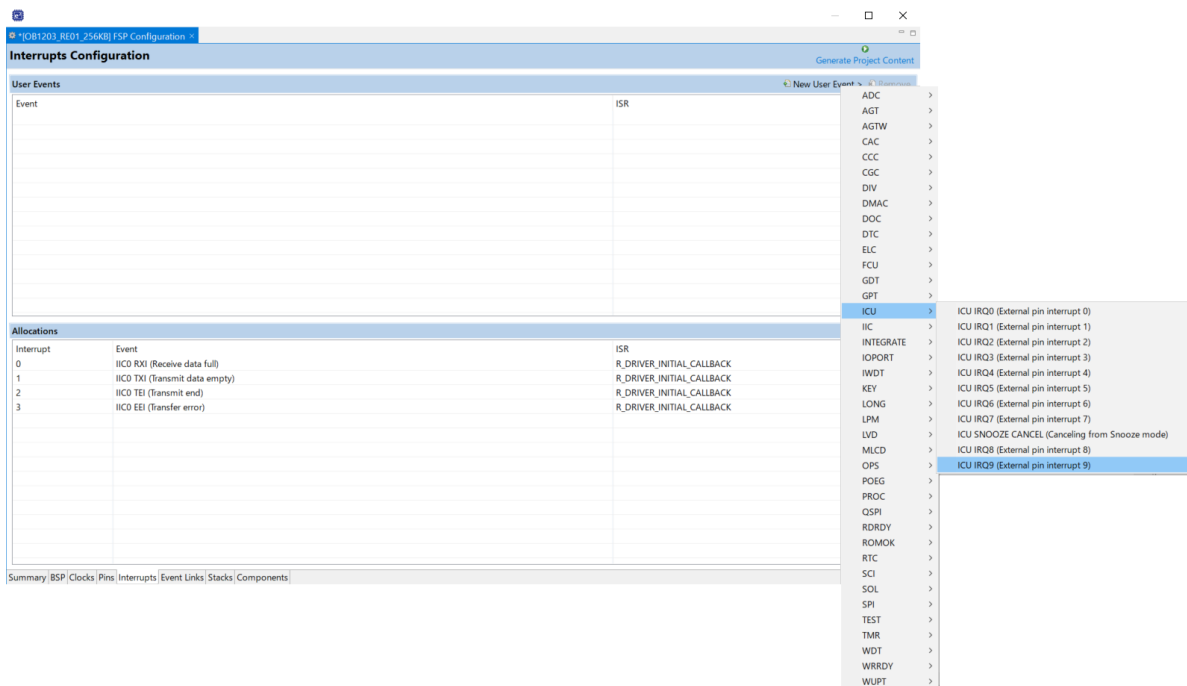 *[OB1203_RE01_256KB] FSP Configuration ×
Interrupts Configuration
Generate Project Content
User Events
New User Event > Remove
Event ISR
Allocations
Interrupt Event ISR
0 IIC0 RXI (Receive data full) R_DRIVER_INITIAL_CALLBACK
1 IIC0 TXI (Transmit data empty) R_DRIVER_INITIAL_CALLBACK
2 IIC0 TEI (Transmit end) R_DRIVER_INITIAL_CALLBACK
3 IIC0 EEI (Transfer error) R_DRIVER_INITIAL_CALLBACK
Summary BSP Clocks Pins Interrupts Event Links Stacks Components
ADC
AGT
AGTW
CAC
CCC
CGC
DIV
DMAC
DOC
DTC
ELC
FCU
GDT
GPT
ICU
IIC
INTEGRATE
IOPORT
IWDT
KEY
LONG
LPM
LVD
MLCD
OPS
POEG
PROC
QSPI
RDRDY
ROMOK
RTC
SCI
SOL
SPI
TEST
TMR
WDT
WRRDY
WUPT
ICU IRQ0 (External pin interrupt 0)
ICU IRQ1 (External pin interrupt 1)
ICU IRQ2 (External pin interrupt 2)
ICU IRQ3 (External pin interrupt 3)
ICU IRQ4 (External pin interrupt 4)
ICU IRQ5 (External pin interrupt 5)
ICU IRQ6 (External pin interrupt 6)
ICU IRQ7 (External pin interrupt 7)
ICU SNOOZE CANCEL (Canceling from Snooze mode)
ICU IRQ8 (External pin interrupt 8)
ICU IRQ9 (External pin interrupt 9)